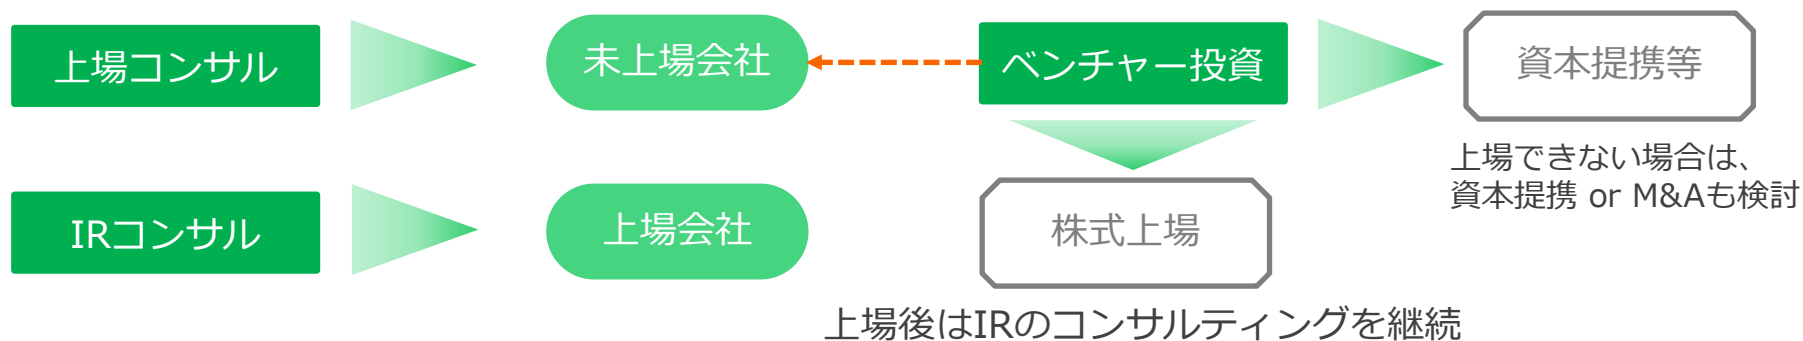 上場コンサル
未上場会社
ベンチャー投資
資本提携等
上場できない場合は、
資本提携 or M&Aも検討
IRコンサル
上場会社
株式上場
上場後はIRのコンサルティングを継続